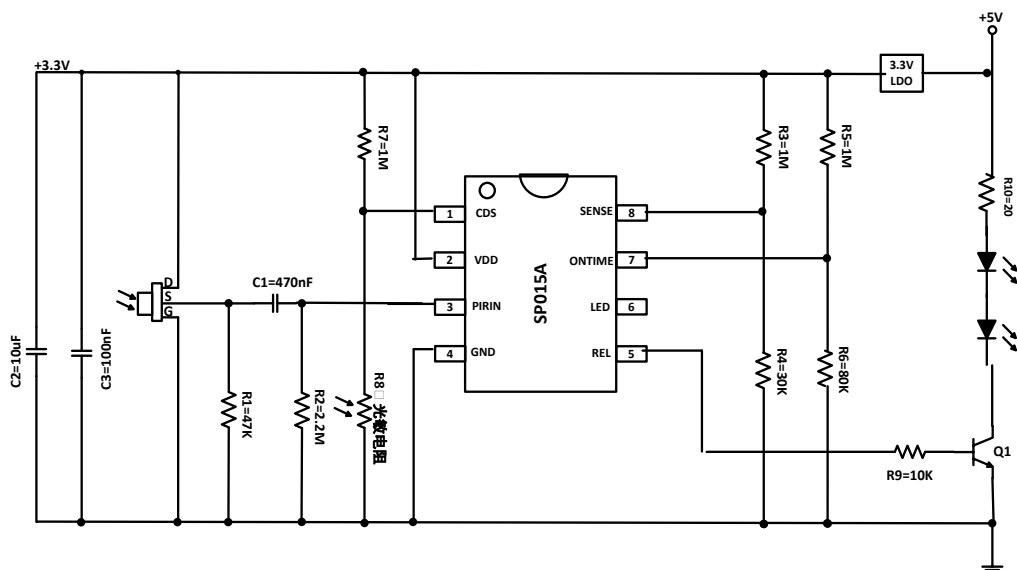 +5V
+3.3V
3.3V
LDO
R7=1M
R3=1M
R5=1M
R10=20
1
CDS
SENSE
8
2
VDD
ONTIME
7
SP015A
D
S
G
C1=470nF
3
PIRIN
LED
6
4
GND
REL
5
C2=10uF
C3=100nF
R1=47K
R2=2.2M
R8□ 光敏电阻
R4=30K
R6=80K
Q1
R9=10K